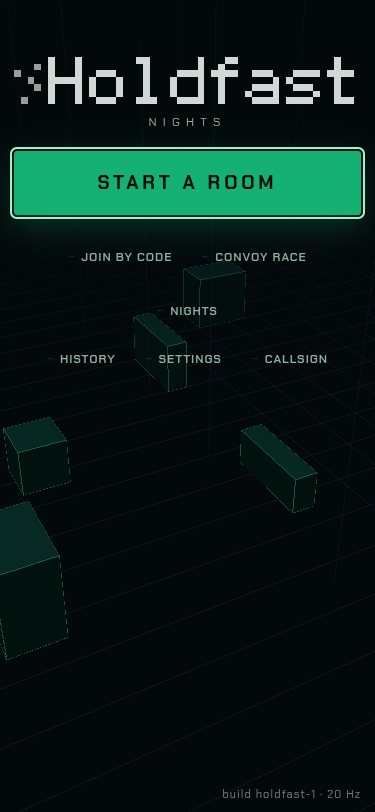 Holdfast
NIGHTS
START A ROOM
JOIN BY CODE CONVOY RACE
NIGHTS
HISTORY SETTINGS CALLSIGN
build holdfast-1 · 20 Hz